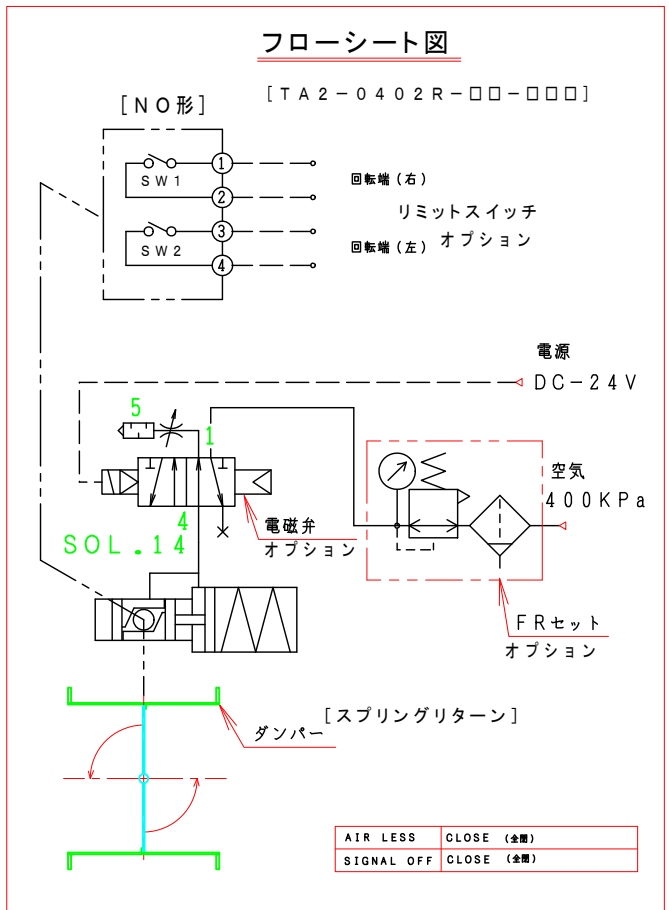 フローシート図
[TA2-0402R-□□-□□□]
[NO形]
SW1
1
2
回転端(右)
リミットスイッチ
オプション
SW2
3
4
回転端(左)
電源
DC-24V
5
1
空気
400KPa
4
SOL.14
電磁弁
オプション
FRセット
オプション
[スプリングリターン]
ダンパー
AIR LESS CLOSE (全閉)
SIGNAL OFF CLOSE (全閉)